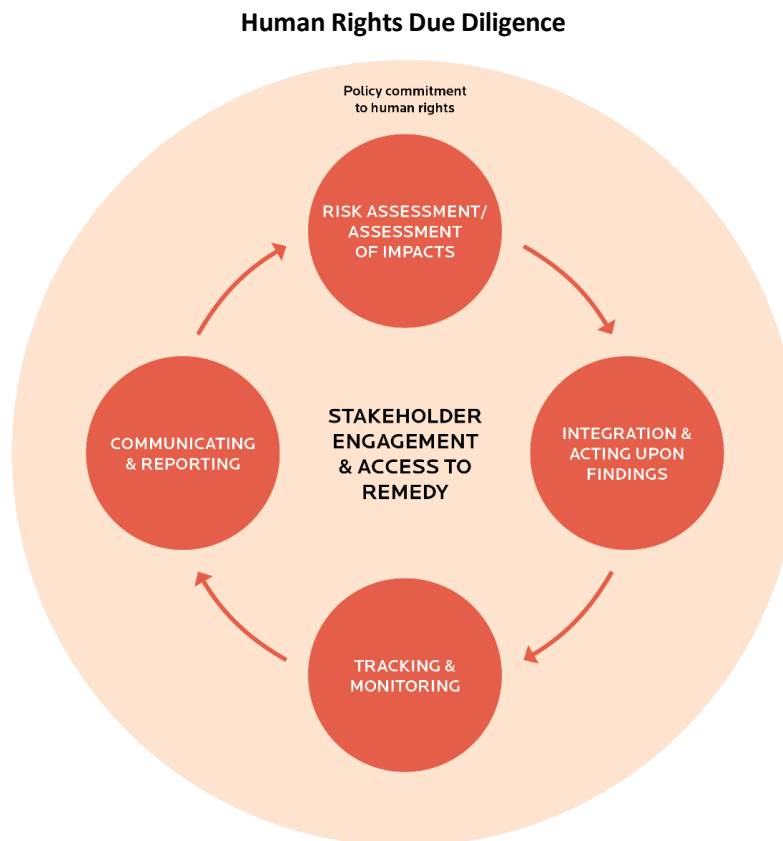 Human Rights Due Diligence
Policy commitment
to human rights
RISK ASSESSMENT/
ASSESSMENT
OF IMPACTS
INTEGRATION &
ACTING UPON
FINDINGS
TRACKING &
MONITORING
COMMUNICATING
& REPORTING
STAKEHOLDER
ENGAGEMENT
& ACCESS TO
REMEDY